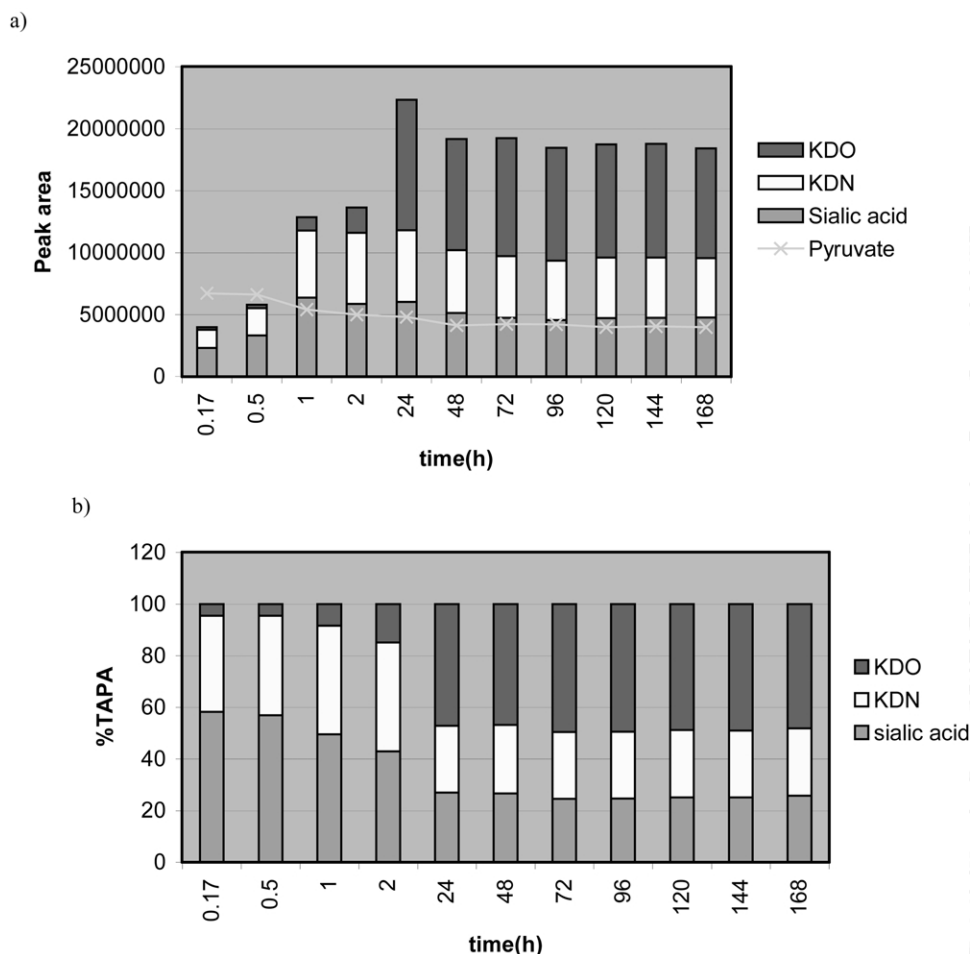 a)
25000000
20000000
15000000
10000000
5000000
0
Peak area
0.17 0.5 1 2 24 48 72 96 120 144 168
time(h)
KDO
KDN
Sialic acid
Pyruvate
b)
120
100
80
60
40
20
0
%TAPA
0.17 0.5 1 2 24 48 72 96 120 144 168
time(h)
KDO
KDN
sialic acid